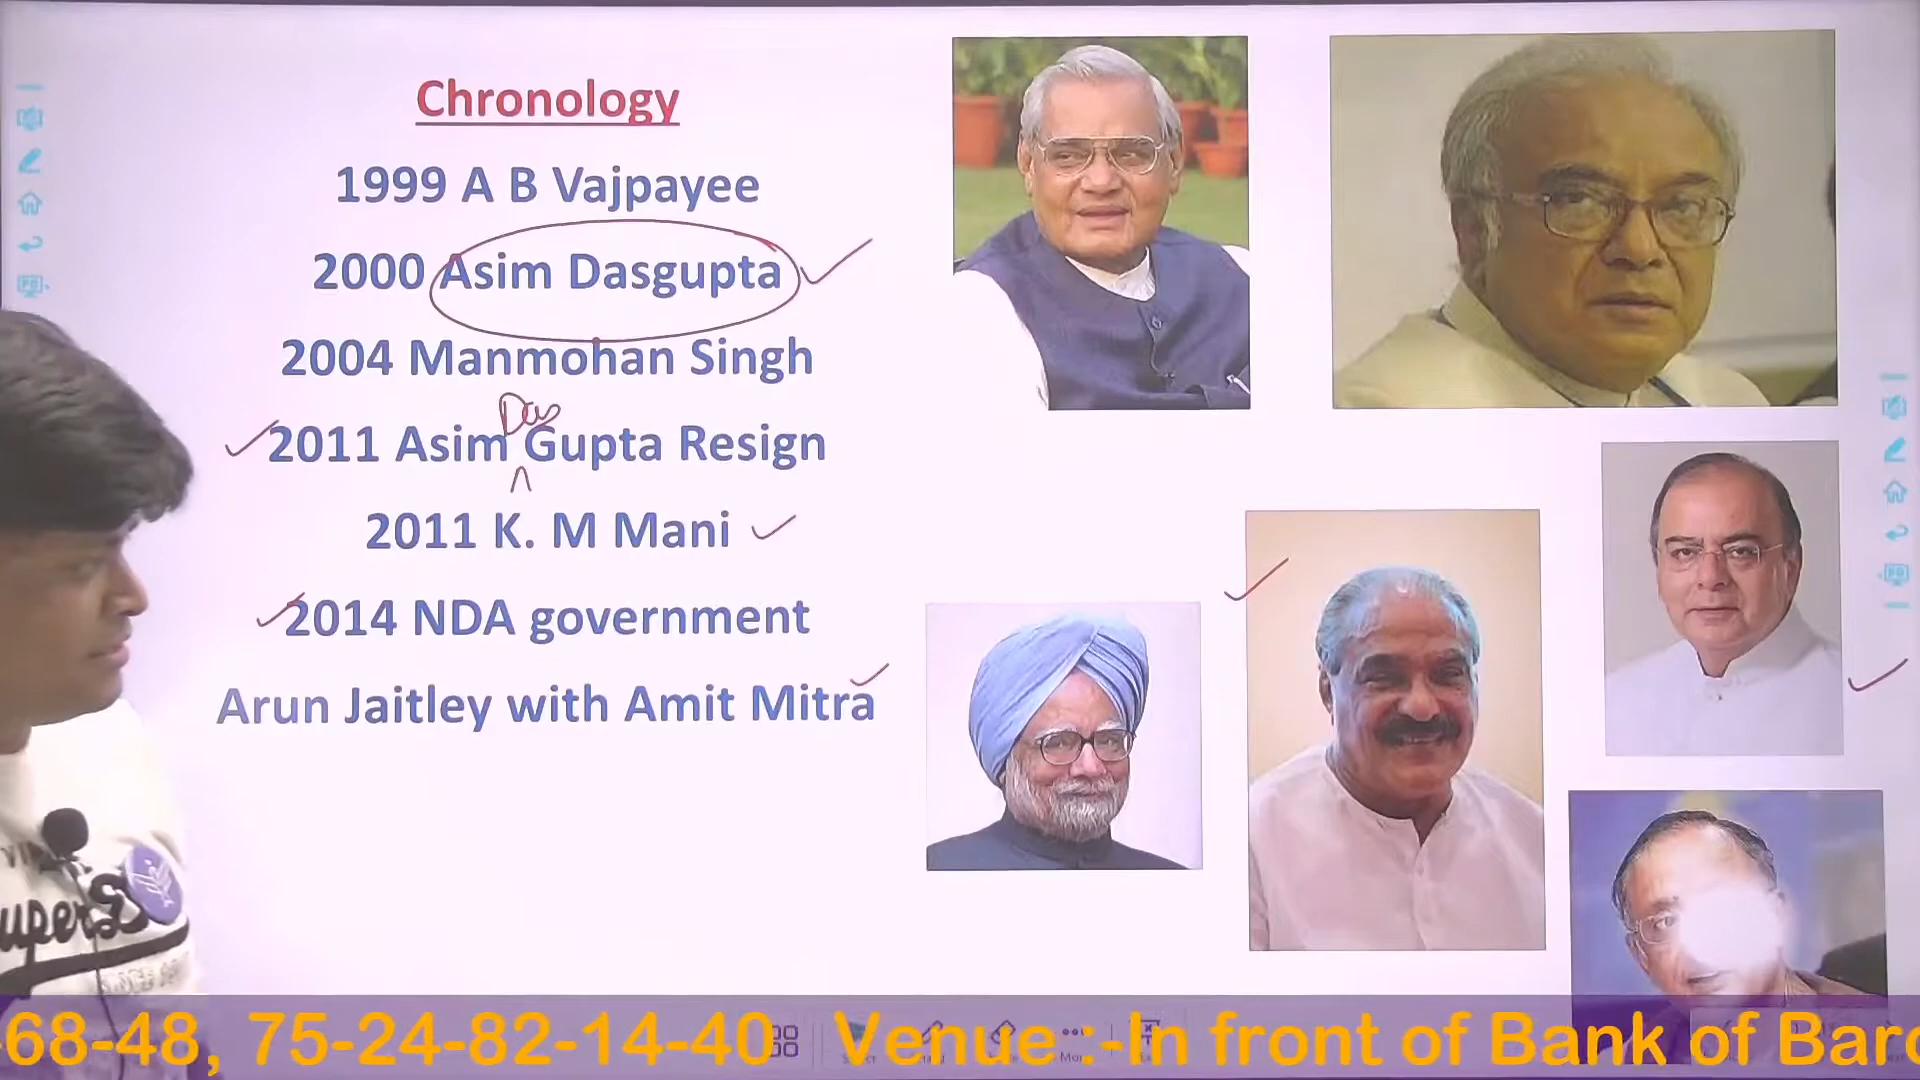 Chronology
1999 A B Vajpayee
2000 Asim Dasgupta
2004 Manmohan Singh
Das
2011 Asim Gupta Resign
2011 K. M Mani
2014 NDA government
Arun Jaitley with Amit Mitra
-68-48, 75-24-82-14-40 Venue :-In front of Bank of Baro